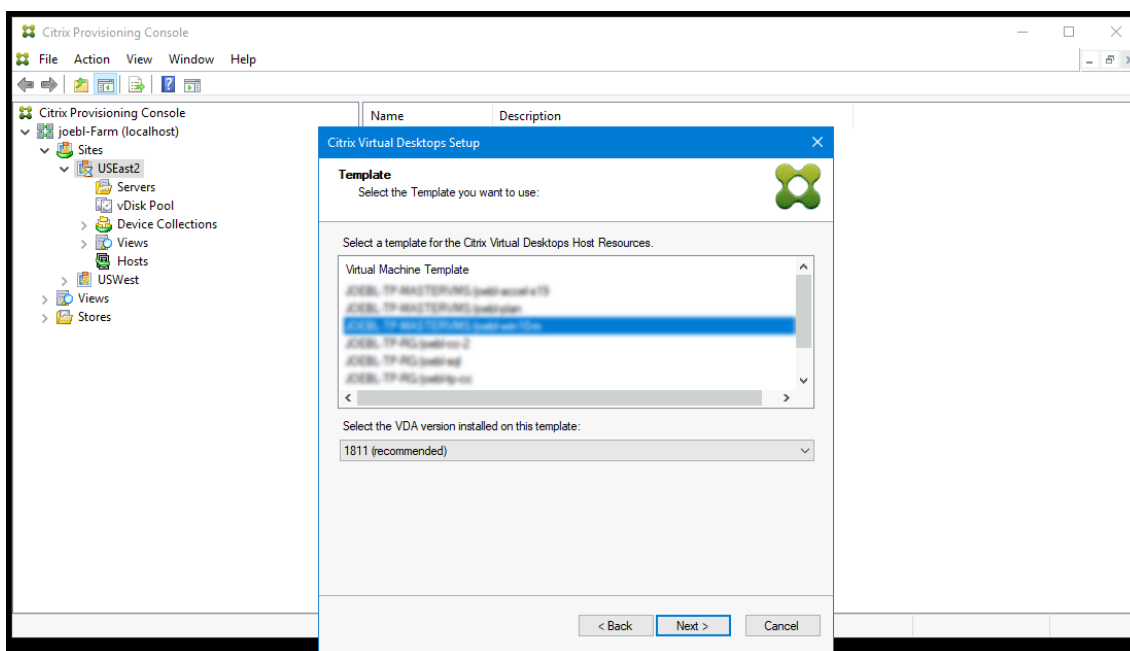 Citrix Provisioning Console
File Action View Window Help
Citrix Provisioning Console
joebl-Farm (localhost)
Sites
USEast2
Servers
vDisk Pool
Device Collections
Views
Hosts
USWest
Views
Stores
Name Description
Citrix Virtual Desktops Setup
Template
Select the Template you want to use:
Select a template for the Citrix Virtual Desktops Host Resources.
Virtual Machine Template
Select the VDA version installed on this template:
1811 (recommended)
< Back Next > Cancel